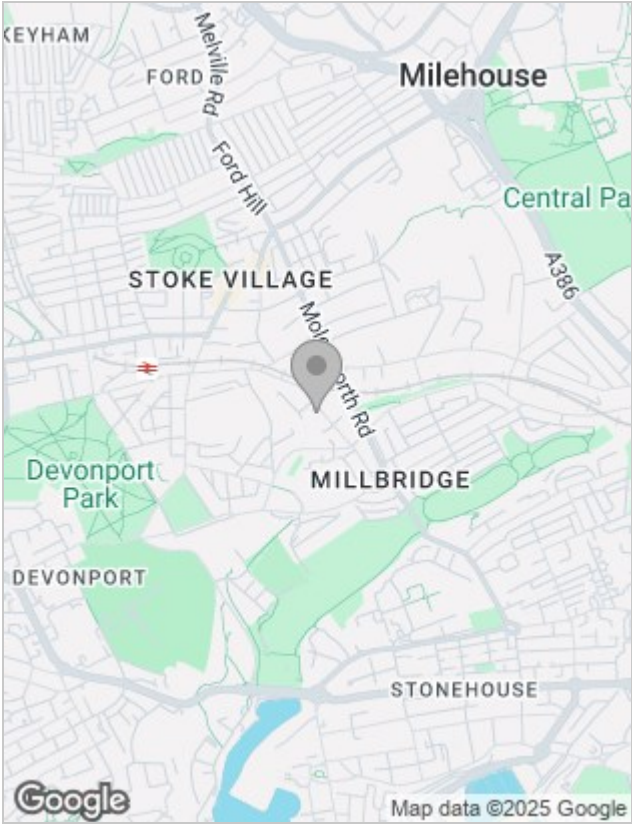 KEYHAM
Melville Rd
FORD
Milehouse
Ford Hill
Central Pa
A386
STOKE VILLAGE
Molesworth Rd
Devonport
Park
MILLBRIDGE
DEVONPORT
STONEHOUSE
Google
Map data ©2025 Google